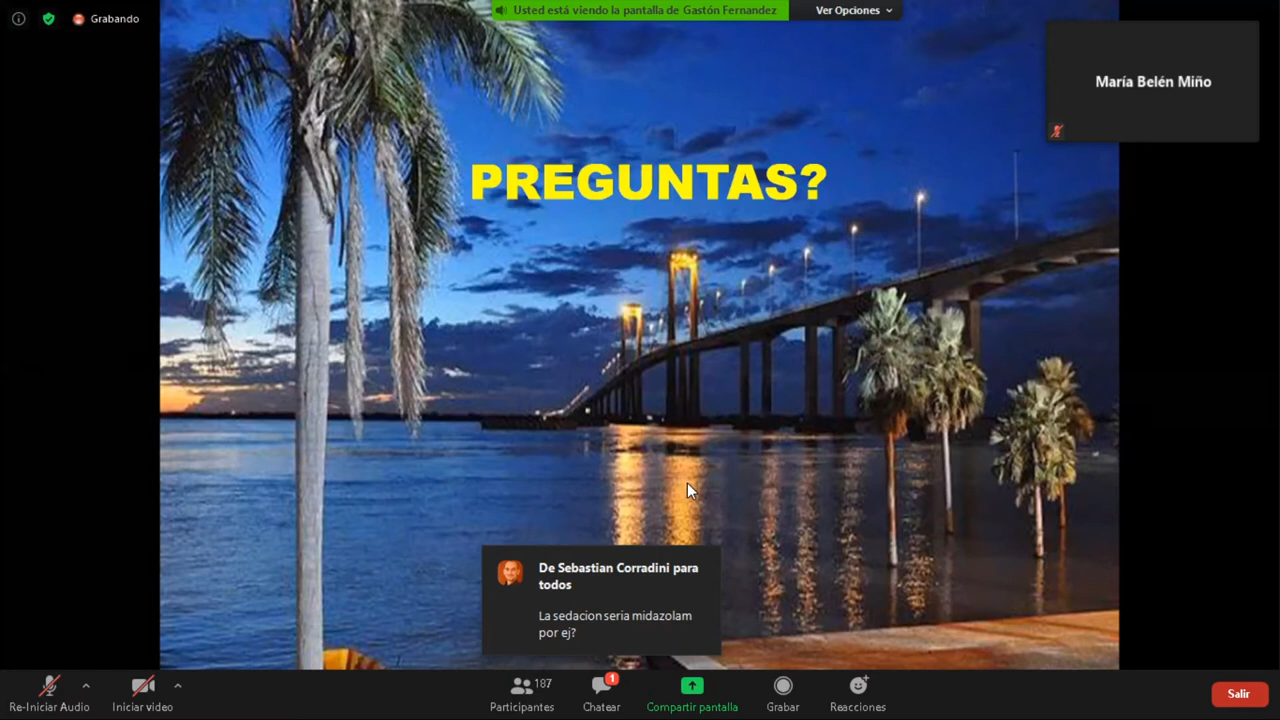 Grabando
Usted está viendo la pantalla de Gastón Fernandez
Ver Opciones
María Belén Miño
PREGUNTAS?
De Sebastian Corradini para
todos
La sedacion seria midazolam
por ej?
Re-Iniciar Audio
Iniciar video
187
Participantes
1
Chatear
Compartir pantalla
Grabar
Reacciones
Salir